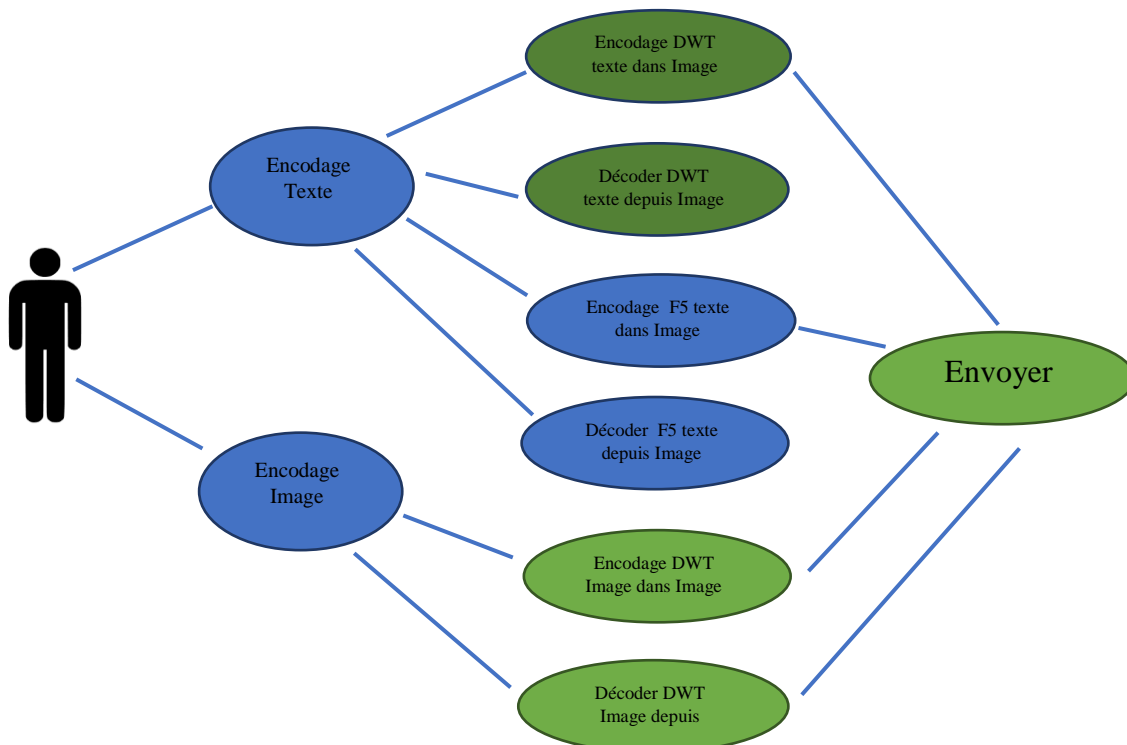 Encodage DWT
texte dans Image
Encodage
Texte
Décoder DWT
texte depuis Image
Encodage F5 texte
dans Image
Envoyer
Décoder F5 texte
depuis Image
Encodage
Image
Encodage DWT
Image dans Image
Décoder DWT
Image depuis